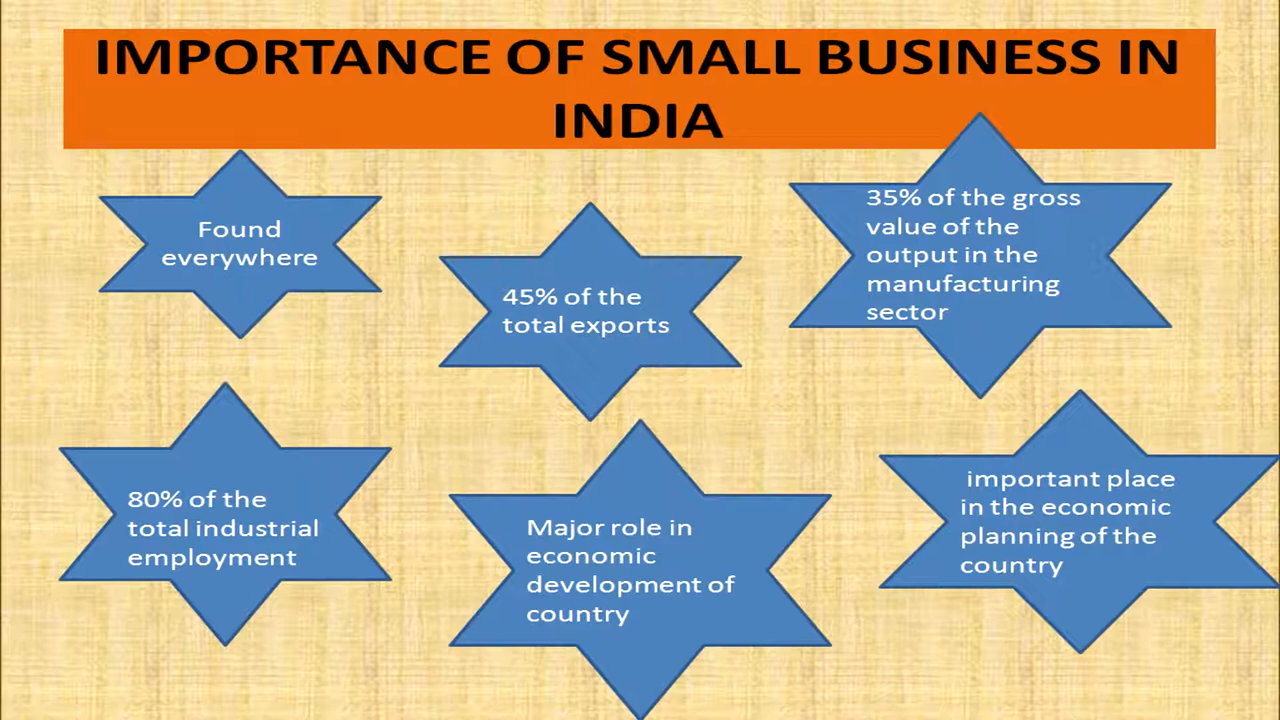 IMPORTANCE OF SMALL BUSINESS IN
INDIA
Found
everywhere
45% of the
total exports
35% of the gross
value of the
output in the
manufacturing
sector
80% of the
total industrial
employment
Major role in
economic
development of
country
important place
in the economic
planning of the
country